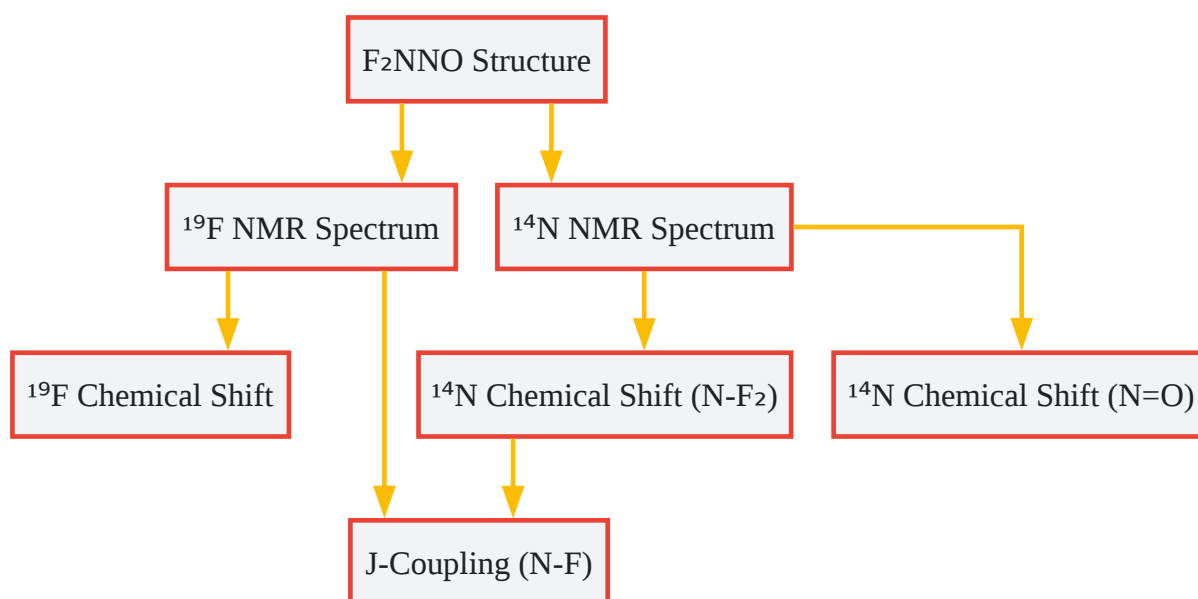 F₂NNO Structure
¹⁹F NMR Spectrum
¹⁴N NMR Spectrum
¹⁹F Chemical Shift
¹⁴N Chemical Shift (N-F₂)
¹⁴N Chemical Shift (N=O)
J-Coupling (N-F)